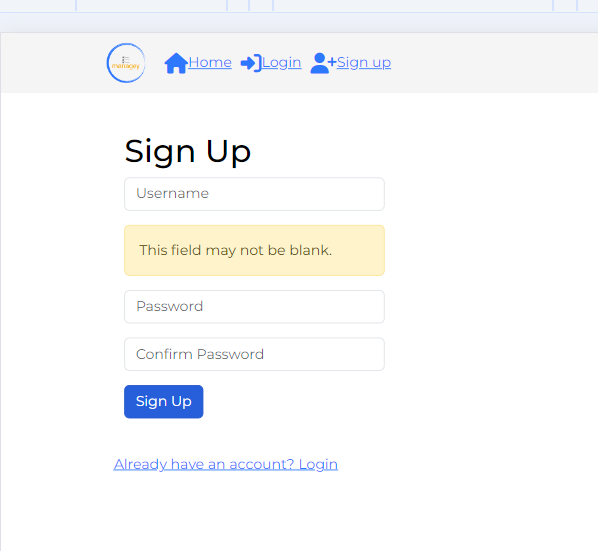 managey
Home Login Sign up
Sign Up
Username
This field may not be blank.
Password
Confirm Password
Sign Up
Already have an account? Login